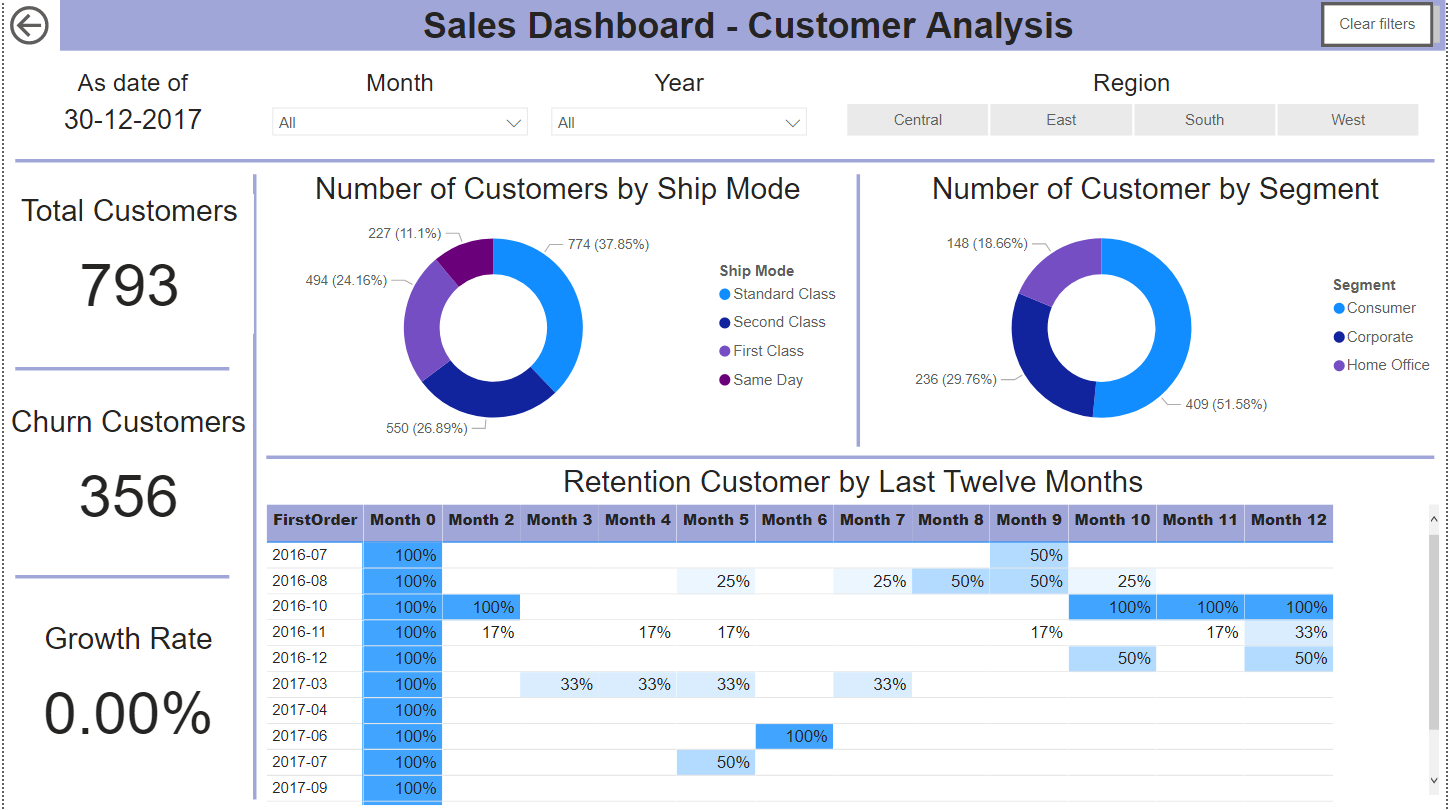 Sales Dashboard - Customer Analysis
Clear filters
As date of
30-12-2017
Month
All
Year
All
Region
Central East South West
Total Customers
793
Churn Customers
356
Growth Rate
0.00%
Number of Customers by Ship Mode
227 (11.1%)
774 (37.85%)
494 (24.16%)
550 (26.89%)
Ship Mode
Standard Class
Second Class
First Class
Same Day
Number of Customer by Segment
148 (18.66%)
236 (29.76%)
409 (51.58%)
Segment
Consumer
Corporate
Home Office
Retention Customer by Last Twelve Months
FirstOrder Month 0 Month 2 Month 3 Month 4 Month 5 Month 6 Month 7 Month 8 Month 9 Month 10 Month 11 Month 12
2016-07 100% 50%
2016-08 100% 25% 25% 50% 50% 25%
2016-10 100% 100% 100% 100% 100%
2016-11 100% 17% 17% 17% 17% 17% 33%
2016-12 100% 50% 50%
2017-03 100% 33% 33% 33% 33%
2017-04 100%
2017-06 100% 100%
2017-07 100% 50%
2017-09 100%